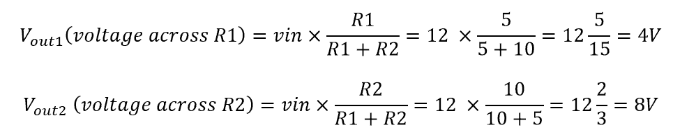 V_out1(voltage across R1) = vin × R1/(R1 + R2) = 12 × 5/(5 + 10) = 12 5/15 = 4V
V_out2 (voltage across R2) = vin × R2/(R1 + R2) = 12 × 10/(10 + 5) = 12 2/3 = 8V